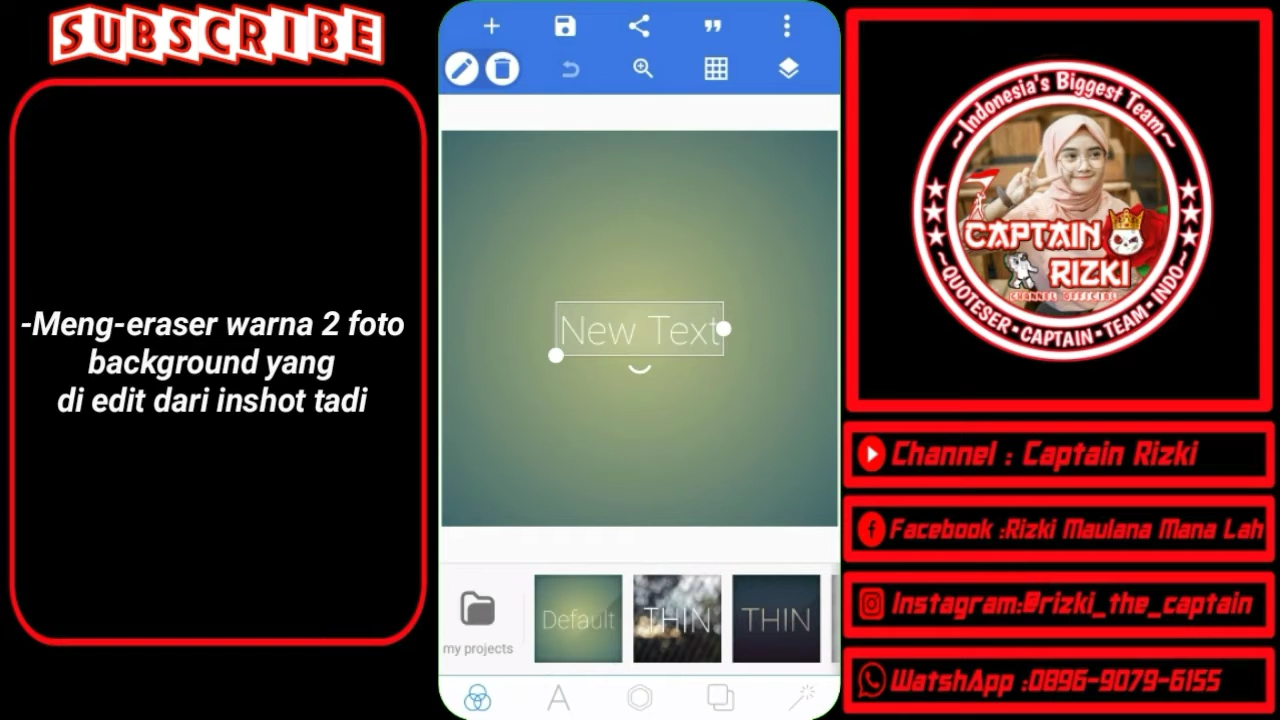 SUBSCRIBE
-Meng-eraser warna 2 foto
background yang
di edit dari inshot tadi
New Text
my projects
Default
THIN
THIN
A
~ Indonesia's Biggest Team ~
CAPTAIN
RIZKI
CHANNEL OFFICIAL
~QUOTESER • CAPTAIN • TEAM • INDO~
Channel : Captain Rizki
Facebook :Rizki Maulana Mana Lah
Instagram:@rizki_the_captain
WatshApp :0896-9079-6155